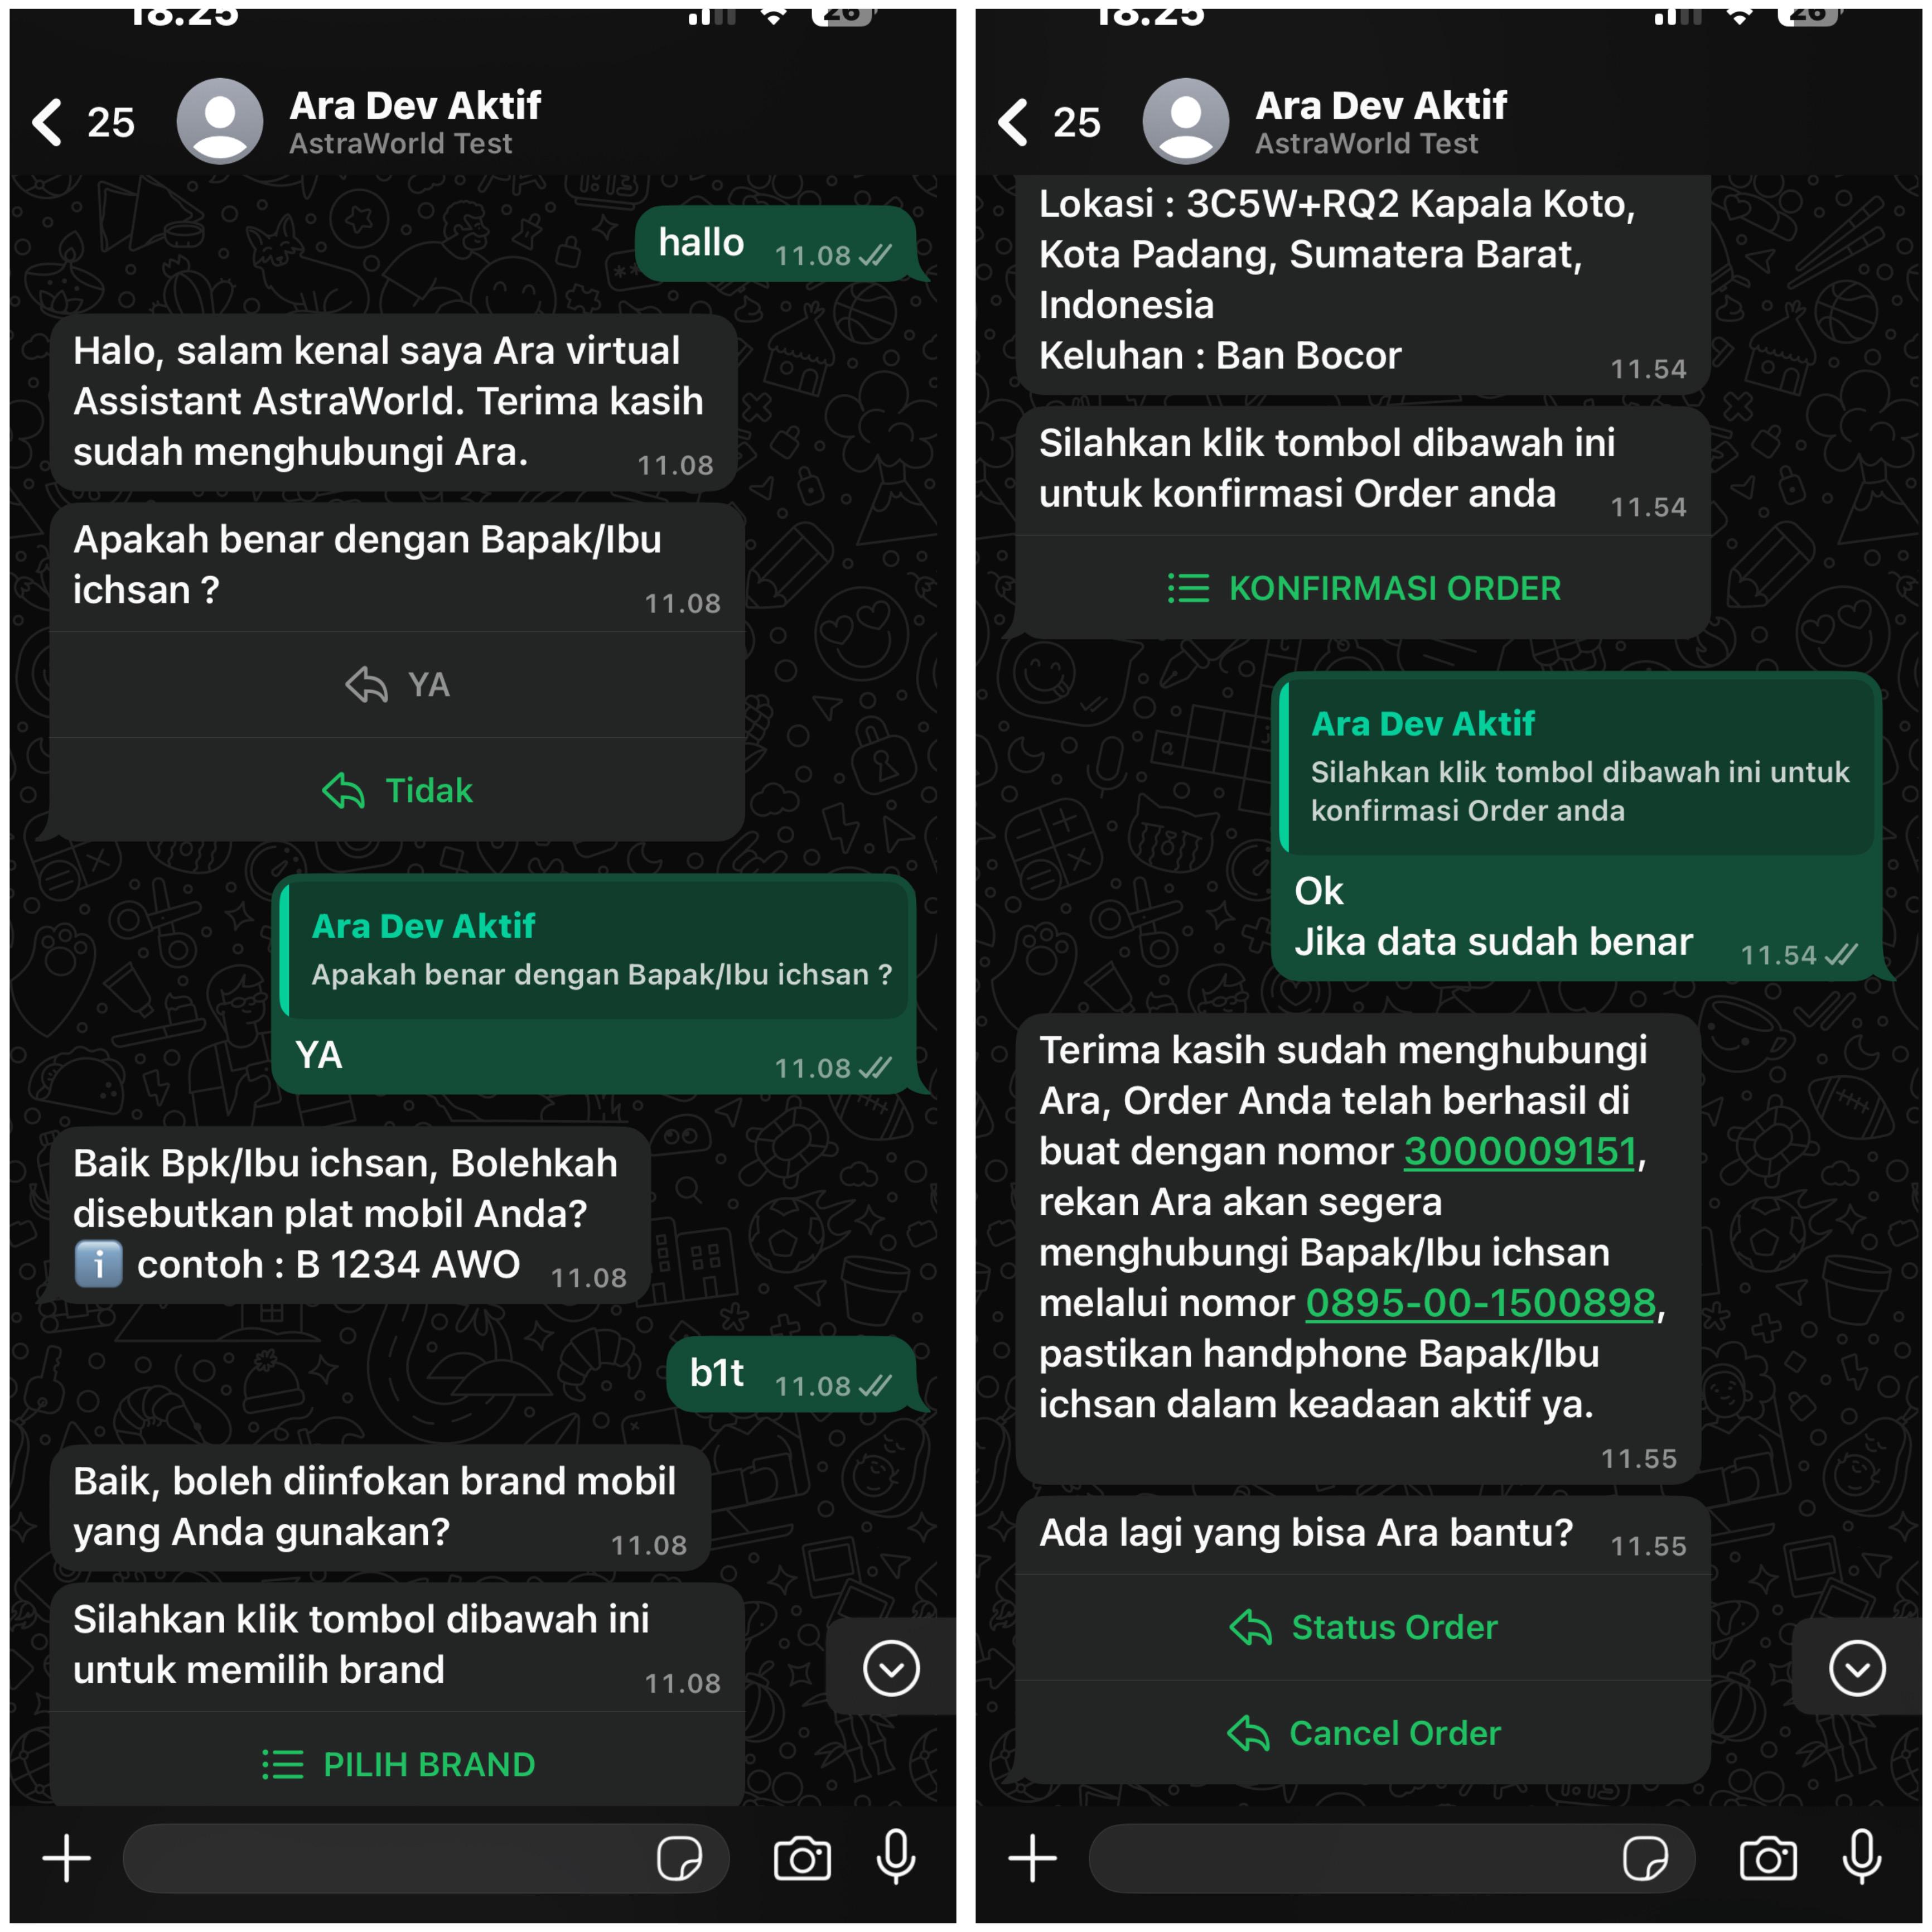 18.25
26
25
Ara Dev Aktif
AstraWorld Test
hallo 11.08
Halo, salam kenal saya Ara virtual
Assistant AstraWorld. Terima kasih
sudah menghubungi Ara. 11.08
Apakah benar dengan Bapak/Ibu
ichsan ? 11.08
YA
Tidak
Ara Dev Aktif
Apakah benar dengan Bapak/Ibu ichsan ?
YA 11.08
Baik Bpk/Ibu ichsan, Bolehkah
disebutkan plat mobil Anda?
ℹ️ contoh : B 1234 AWO 11.08
b1t 11.08
Baik, boleh diinfokan brand mobil
yang Anda gunakan? 11.08
Silahkan klik tombol dibawah ini
untuk memilih brand 11.08
PILIH BRAND
18.25
26
25
Ara Dev Aktif
AstraWorld Test
Lokasi : 3C5W+RQ2 Kapala Koto,
Kota Padang, Sumatera Barat,
Indonesia
Keluhan : Ban Bocor 11.54
Silahkan klik tombol dibawah ini
untuk konfirmasi Order anda 11.54
KONFIRMASI ORDER
Ara Dev Aktif
Silahkan klik tombol dibawah ini untuk
konfirmasi Order anda
Ok
Jika data sudah benar 11.54
Terima kasih sudah menghubungi
Ara, Order Anda telah berhasil di
buat dengan nomor 3000009151,
rekan Ara akan segera
menghubungi Bapak/Ibu ichsan
melalui nomor 0895-00-1500898,
pastikan handphone Bapak/Ibu
ichsan dalam keadaan aktif ya.
11.55
Ada lagi yang bisa Ara bantu? 11.55
Status Order
Cancel Order